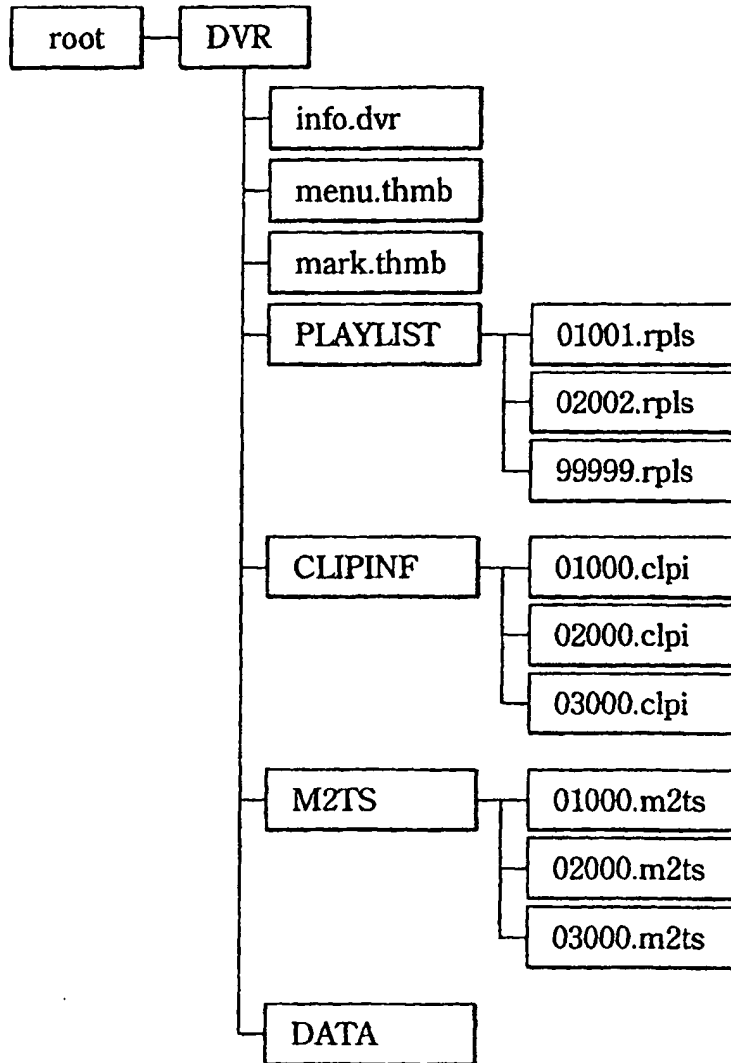 root
DVR
info.dvr
menu.thmb
mark.thmb
PLAYLIST
01001.rpls
02002.rpls
99999.rpls
CLIPINF
01000.clpi
02000.clpi
03000.clpi
M2TS
01000.m2ts
02000.m2ts
03000.m2ts
DATA